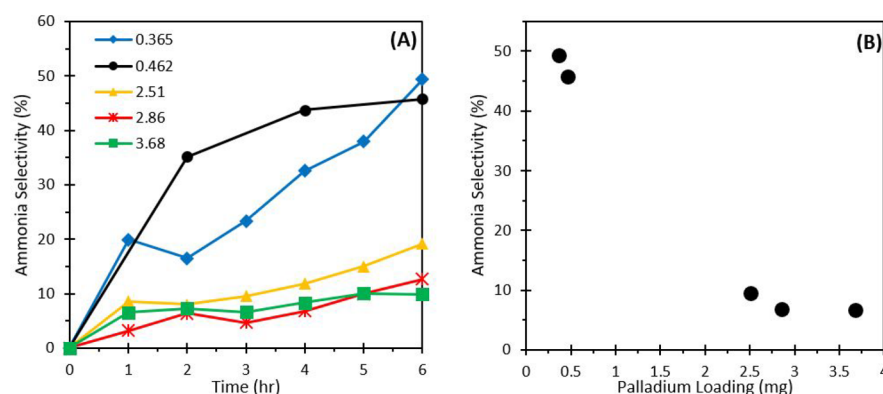 (A)
0.365
0.462
2.51
2.86
3.68
Ammonia Selectivity (%)
60
50
40
30
20
10
0
0 1 2 3 4 5 6
Time (hr)
(B)
Ammonia Selectivity (%)
50
40
30
20
10
0
0 0.5 1 1.5 2 2.5 3 3.5 4
Palladium Loading (mg)